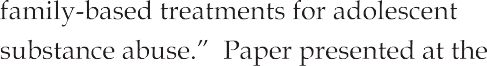 family-based treatments for adolescent
substance abuse.”  Paper presented at the